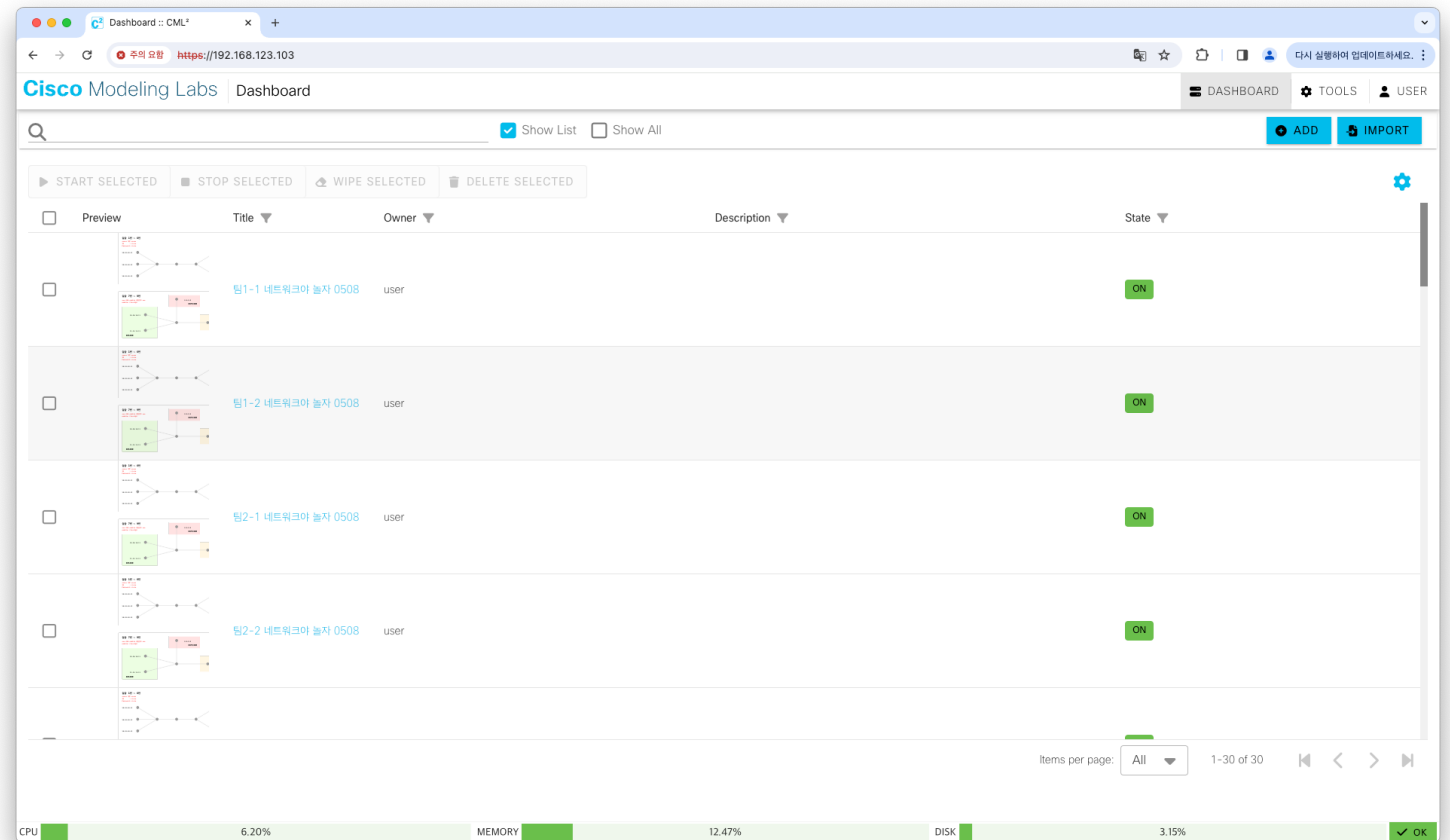 Dashboard :: CML²
주의 요함 https://192.168.123.103 다시 실행하여 업데이트하세요.
Cisco Modeling Labs Dashboard DASHBOARD TOOLS USER
Show List Show All ADD IMPORT
START SELECTED STOP SELECTED WIPE SELECTED DELETE SELECTED
Preview Title Owner Description State
팀1-1 네트워크야 놀자 0508 user ON
팀1-2 네트워크야 놀자 0508 user ON
팀2-1 네트워크야 놀자 0508 user ON
팀2-2 네트워크야 놀자 0508 user ON
Items per page: All 1-30 of 30
CPU 6.20% MEMORY 12.47% DISK 3.15% OK